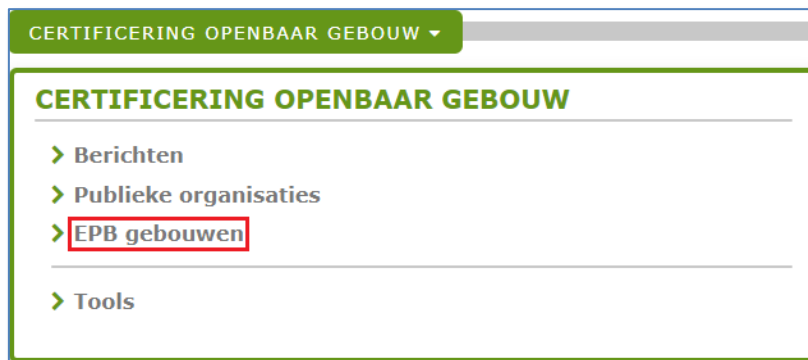 CERTIFICERING OPENBAAR GEBOUW
CERTIFICERING OPENBAAR GEBOUW
Berichten
Publieke organisaties
EPB gebouwen
Tools